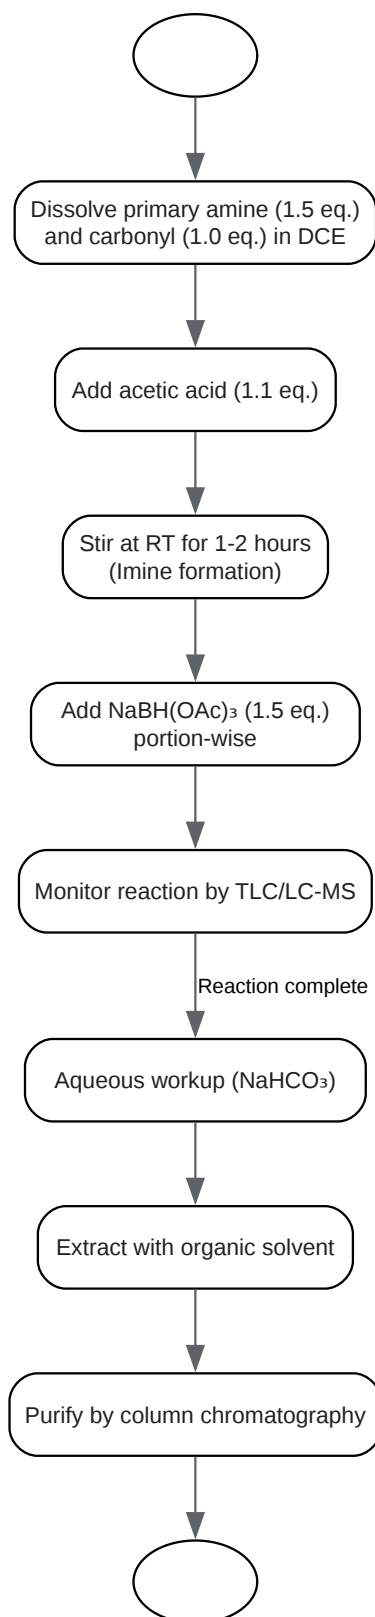 Dissolve primary amine (1.5 eq.)
and carbonyl (1.0 eq.) in DCE
Add acetic acid (1.1 eq.)
Stir at RT for 1-2 hours
(Imine formation)
Add NaBH(OAc)₃ (1.5 eq.)
portion-wise
Monitor reaction by TLC/LC-MS
Reaction complete
Aqueous workup (NaHCO₃)
Extract with organic solvent
Purify by column chromatography